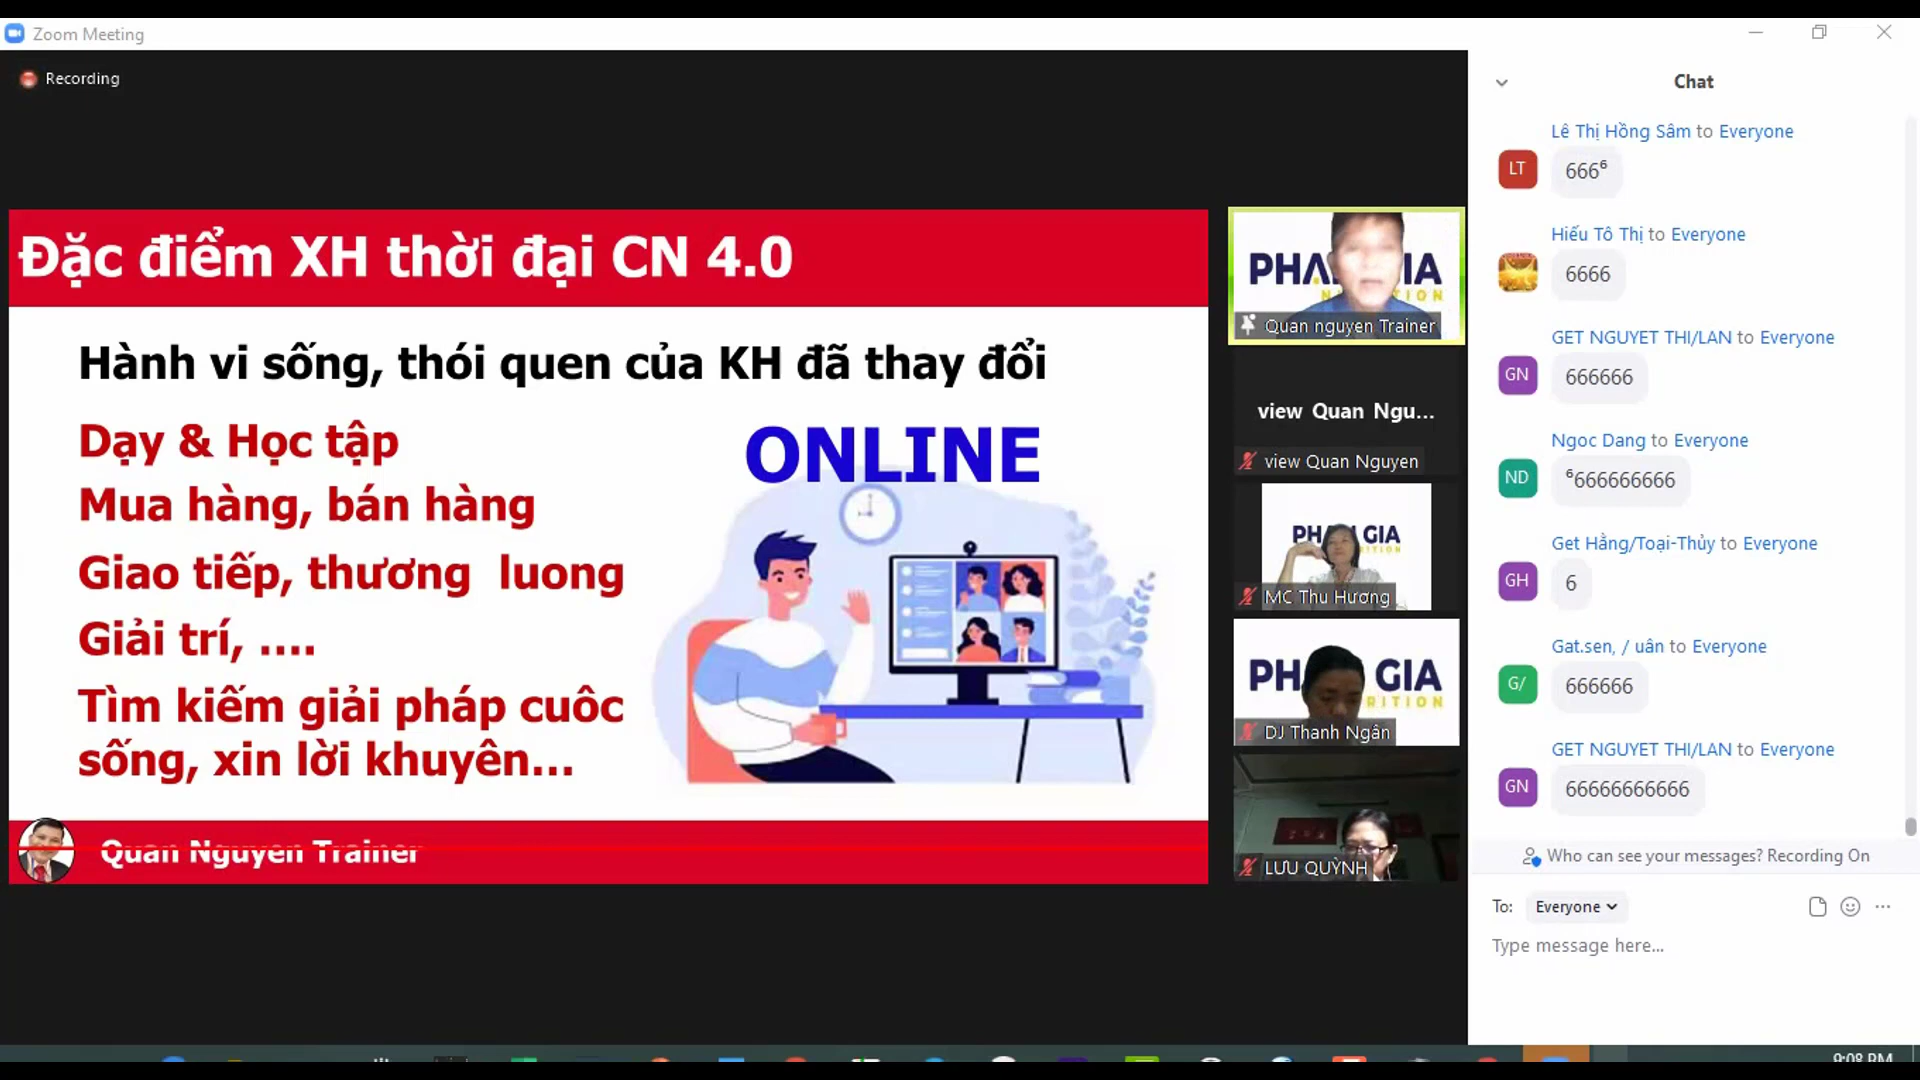 Zoom Meeting
Recording
Đặc điểm XH thời đại CN 4.0
Hành vi sống, thói quen của KH đã thay đổi
Dạy & Học tập
Mua hàng, bán hàng
Giao tiếp, thương luong
Giải trí, ....
Tìm kiếm giải pháp cuôc
sống, xin lời khuyên...
ONLINE
Quan Nguyen Trainer
Quan nguyen Trainer
view Quan Ngu...
view Quan Nguyen
GIA
MC Thu Hương
GIA
DJ Thanh Ngân
LƯU QUỲNH
Chat
Lê Thị Hồng Sâm to Everyone
LT
666⁶
Hiếu Tô Thị to Everyone
6666
GET NGUYET THI/LAN to Everyone
GN
666666
Ngoc Dang to Everyone
ND
⁶666666666
Get Hằng/Toại-Thủy to Everyone
GH
6
Gat.sen, / uân to Everyone
G/
666666
GET NGUYET THI/LAN to Everyone
GN
66666666666
Who can see your messages? Recording On
To: Everyone
Type message here...
9:08 PM